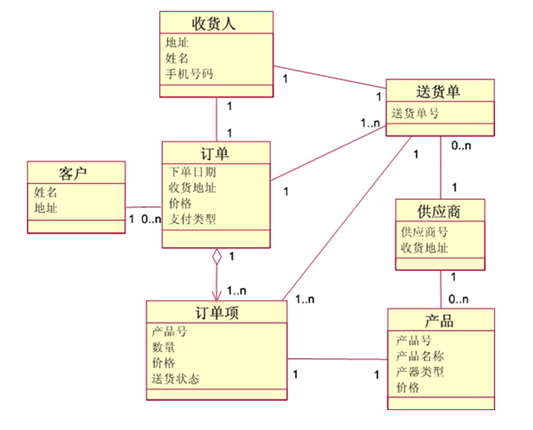 收货人
地址
姓名
手机号码
1
1
1
1
送货单
送货单号
1..n
1
0..n
订单
下单日期
收货地址
价格
支付类型
1
客户
姓名
地址
1
0..n
1
供应商
供应商号
收货地址
1
1
1..n
1..n
0..n
订单项
产品号
数量
价格
送货状态
1
1
产品
产品号
产品名称
产器类型
价格